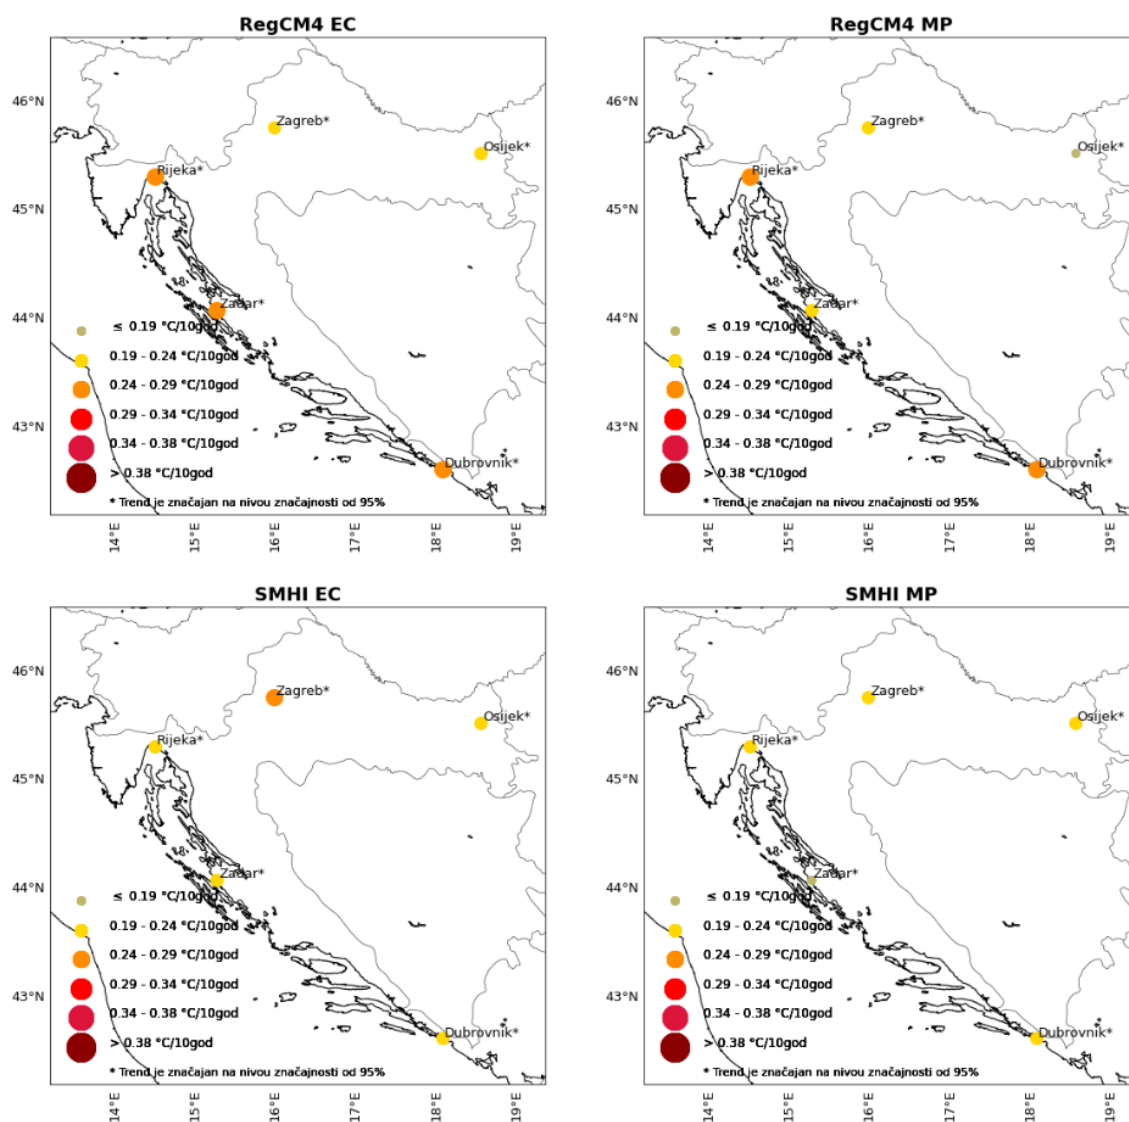 RegCM4 EC
46°N
45°N
44°N
43°N
Zagreb*
Osijek*
Rijeka*
Zadar*
≤ 0.19 °C/10god
0.19 - 0.24 °C/10god
0.24 - 0.29 °C/10god
0.29 - 0.34 °C/10god
0.34 - 0.38 °C/10god
> 0.38 °C/10god
Dubrovnik*
* Trend je značajan na nivou značajnosti od 95%
14°E
15°E
16°E
17°E
18°E
19°E
RegCM4 MP
46°N
45°N
44°N
43°N
Zagreb*
Osijek*
Rijeka*
Zadar*
≤ 0.19 °C/10god
0.19 - 0.24 °C/10god
0.24 - 0.29 °C/10god
0.29 - 0.34 °C/10god
0.34 - 0.38 °C/10god
> 0.38 °C/10god
Dubrovnik*
* Trend je značajan na nivou značajnosti od 95%
14°E
15°E
16°E
17°E
18°E
19°E
SMHI EC
46°N
45°N
44°N
43°N
Zagreb*
Osijek*
Rijeka*
Zadar*
≤ 0.19 °C/10god
0.19 - 0.24 °C/10god
0.24 - 0.29 °C/10god
0.29 - 0.34 °C/10god
0.34 - 0.38 °C/10god
> 0.38 °C/10god
Dubrovnik*
* Trend je značajan na nivou značajnosti od 95%
14°E
15°E
16°E
17°E
18°E
19°E
SMHI MP
46°N
45°N
44°N
43°N
Zagreb*
Osijek*
Rijeka*
Zadar*
≤ 0.19 °C/10god
0.19 - 0.24 °C/10god
0.24 - 0.29 °C/10god
0.29 - 0.34 °C/10god
0.34 - 0.38 °C/10god
> 0.38 °C/10god
Dubrovnik*
* Trend je značajan na nivou značajnosti od 95%
14°E
15°E
16°E
17°E
18°E
19°E